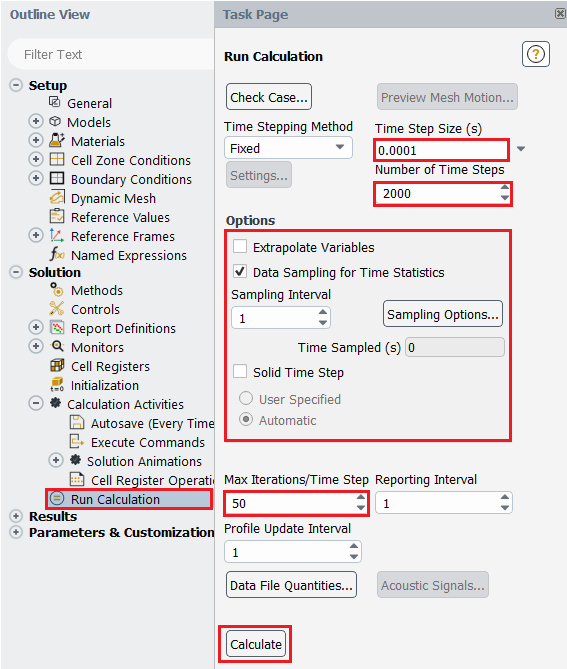 Outline View
Filter Text
Setup
General
Models
Materials
Cell Zone Conditions
Boundary Conditions
Dynamic Mesh
Reference Values
Reference Frames
Named Expressions
Solution
Methods
Controls
Report Definitions
Monitors
Cell Registers
Initialization
Calculation Activities
Autosave (Every Time
Execute Commands
Solution Animations
Cell Register Operatio
Run Calculation
Results
Parameters & Customization
Task Page
Run Calculation
?
Check Case... Preview Mesh Motion...
Time Stepping Method Time Step Size (s)
Fixed 0.0001
Settings... Number of Time Steps
2000
Options
Extrapolate Variables
Data Sampling for Time Statistics
Sampling Interval
1 Sampling Options...
Time Sampled (s) 0
Solid Time Step
User Specified
Automatic
Max Iterations/Time Step Reporting Interval
50 1
Profile Update Interval
1
Data File Quantities... Acoustic Signals...
Calculate